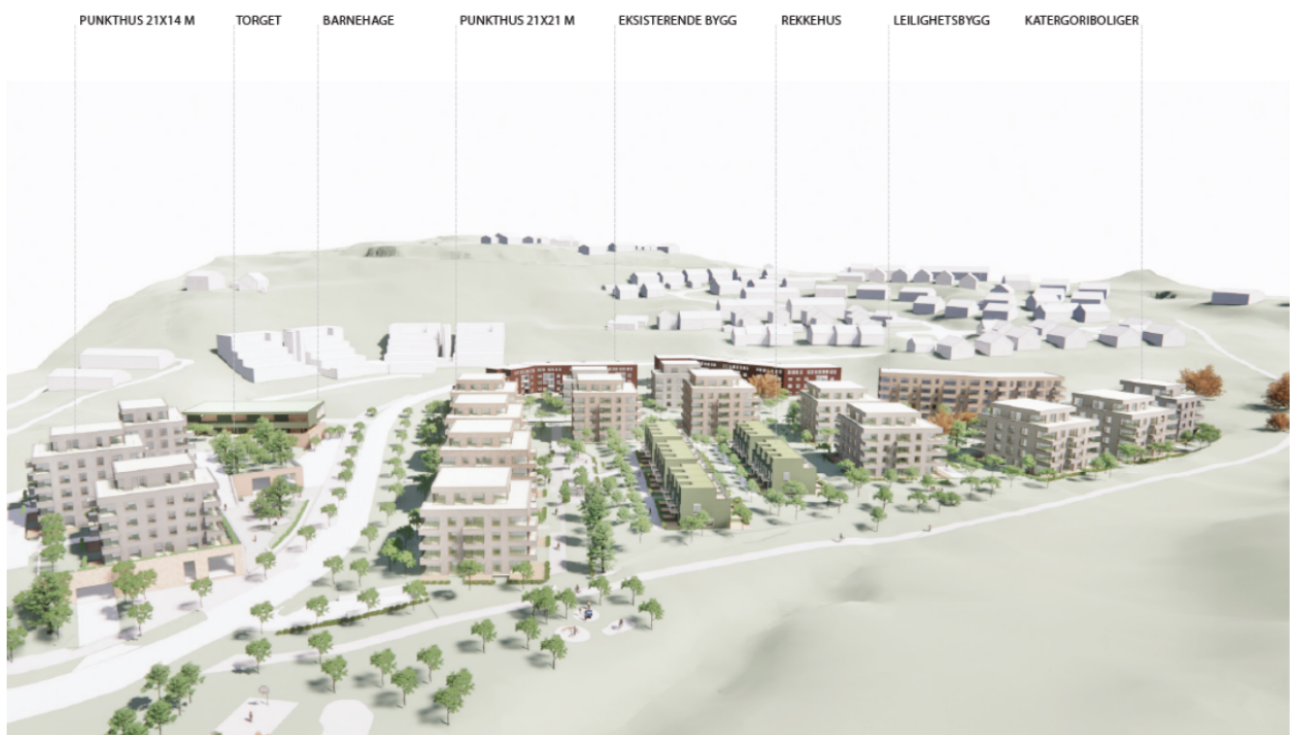 PUNKTHUS 21X14 M
TORGET
BARNEHAGE
PUNKTHUS 21X21 M
EKSISTERENDE BYGG
REKKEHUS
LEILIGHETSBYGG
KATERGORIBOLIGER